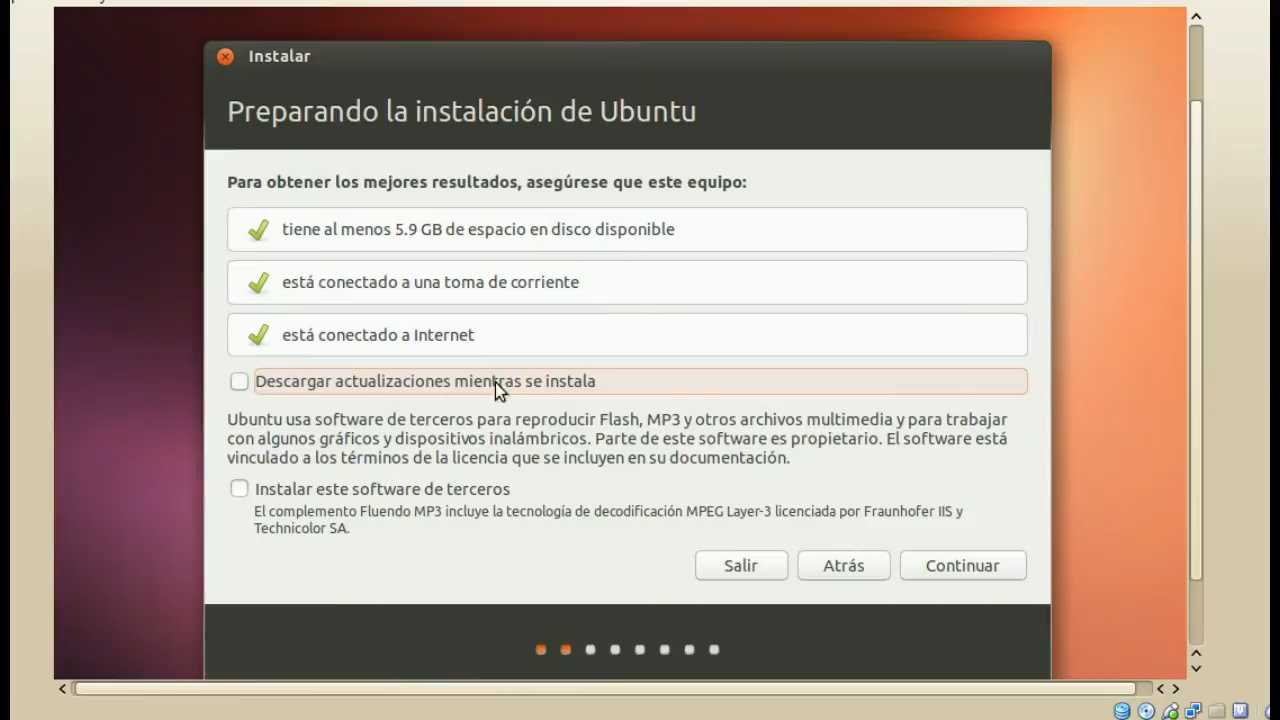 Instalar
Preparando la instalación de Ubuntu
Para obtener los mejores resultados, asegúrese que este equipo:
tiene al menos 5.9 GB de espacio en disco disponible
está conectado a una toma de corriente
está conectado a Internet
Descargar actualizaciones mientras se instala
Ubuntu usa software de terceros para reproducir Flash, MP3 y otros archivos multimedia y para trabajar
con algunos gráficos y dispositivos inalámbricos. Parte de este software es propietario. El software está
vinculado a los términos de la licencia que se incluyen en su documentación.
Instalar este software de terceros
El complemento Fluendo MP3 incluye la tecnología de decodificación MPEG Layer-3 licenciada por Fraunhofer IIS y
Technicolor SA.
Salir Atrás Continuar